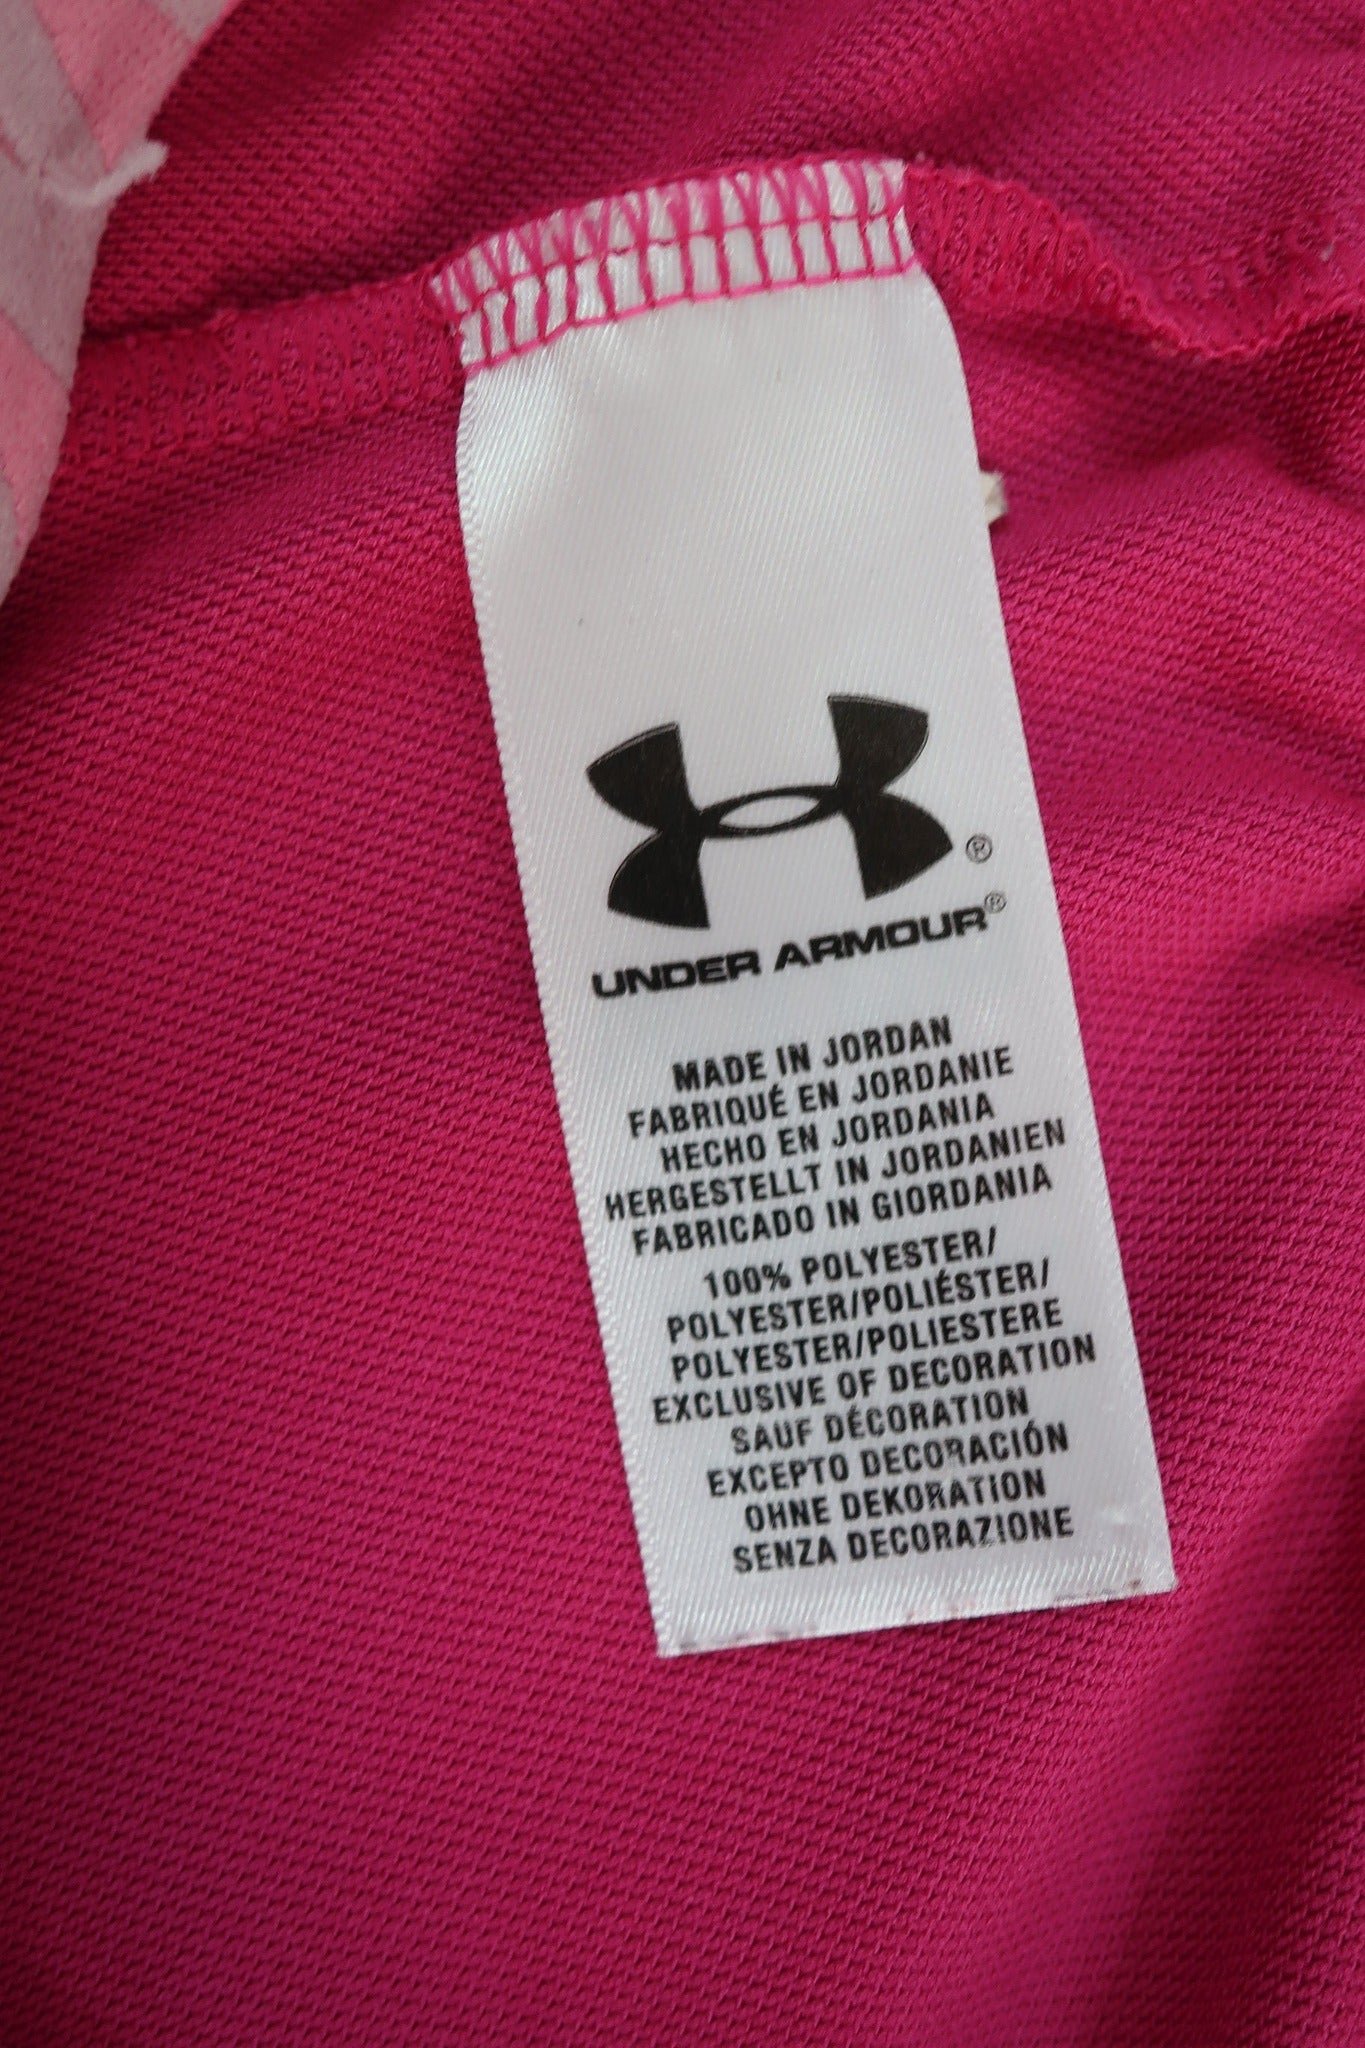 ®
UNDER ARMOUR®
MADE IN JORDAN
FABRIQUÉ EN JORDANIE
HECHO EN JORDANIA
HERGESTELLT IN JORDANIEN
FABRICADO IN GIORDANIA
100% POLYESTER/
POLYESTER/POLIÉSTER/
POLYESTER/POLIESTERE
EXCLUSIVE OF DECORATION
SAUF DÉCORATION
EXCEPTO DECORACIÓN
OHNE DEKORATION
SENZA DECORAZIONE